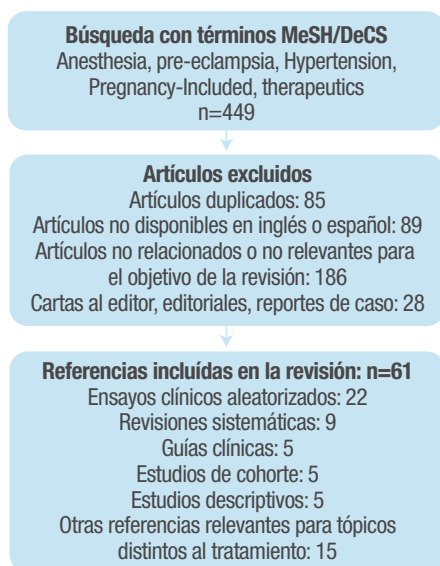 Búsqueda con términos MeSH/DeCS
Anesthesia, pre-eclampsia, Hypertension,
Pregnancy-Included, therapeutics
n=449
Artículos excluidos
Artículos duplicados: 85
Artículos no disponibles en inglés o español: 89
Artículos no relacionados o no relevantes para
el objetivo de la revisión: 186
Cartas al editor, editoriales, reportes de caso: 28
Referencias incluídas en la revisión: n=61
Ensayos clínicos aleatorizados: 22
Revisiones sistemáticas: 9
Guías clínicas: 5
Estudios de cohorte: 5
Estudios descriptivos: 5
Otras referencias relevantes para tópicos
distintos al tratamiento: 15